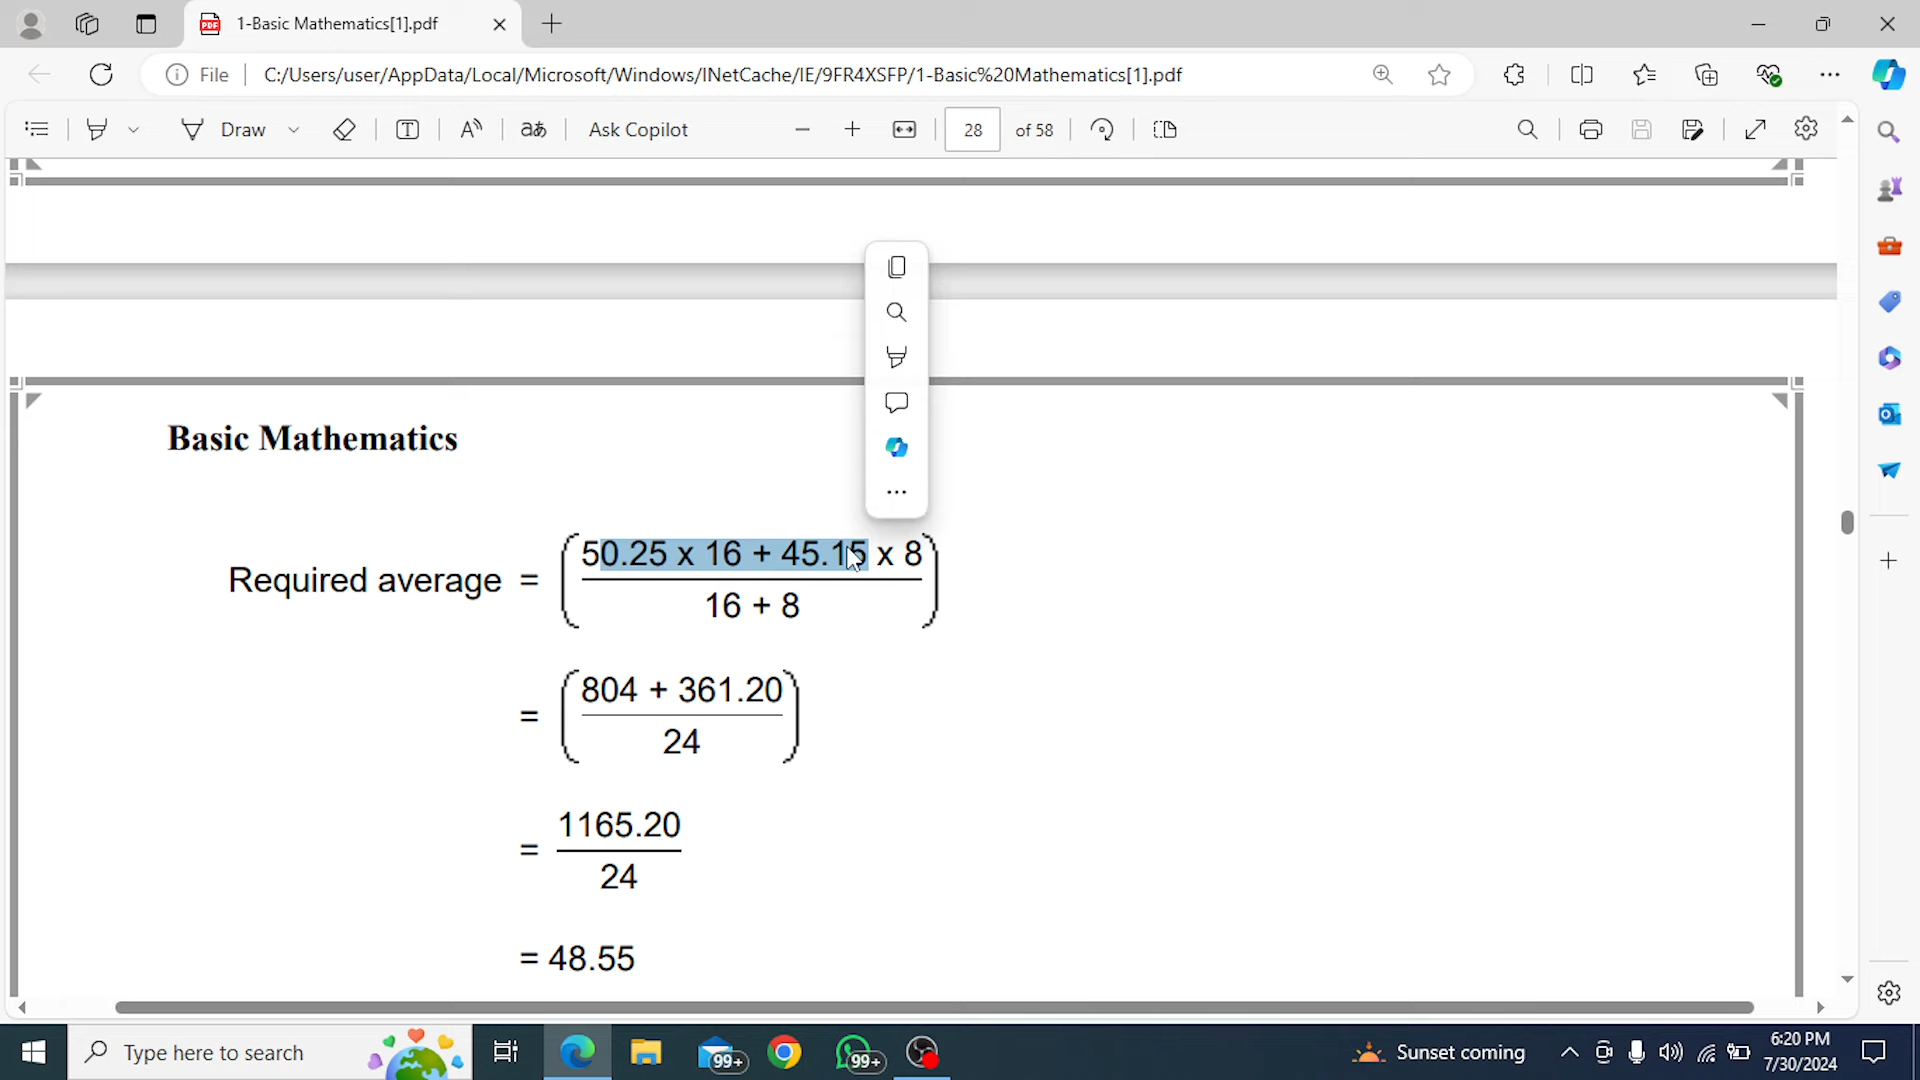 1-Basic Mathematics[1].pdf
File
C:/Users/user/AppData/Local/Microsoft/Windows/INetCache/IE/9FR4XSFP/1-Basic%20Mathematics[1].pdf
Draw
Ask Copilot
28 of 58
Basic Mathematics
50.25 x 16 + 45.15 x 8
Required average =
16 + 8
804 + 361.20
=
24
1165.20
=
24
= 48.55
Type here to search
99+
99+
Sunset coming
6:20 PM
7/30/2024